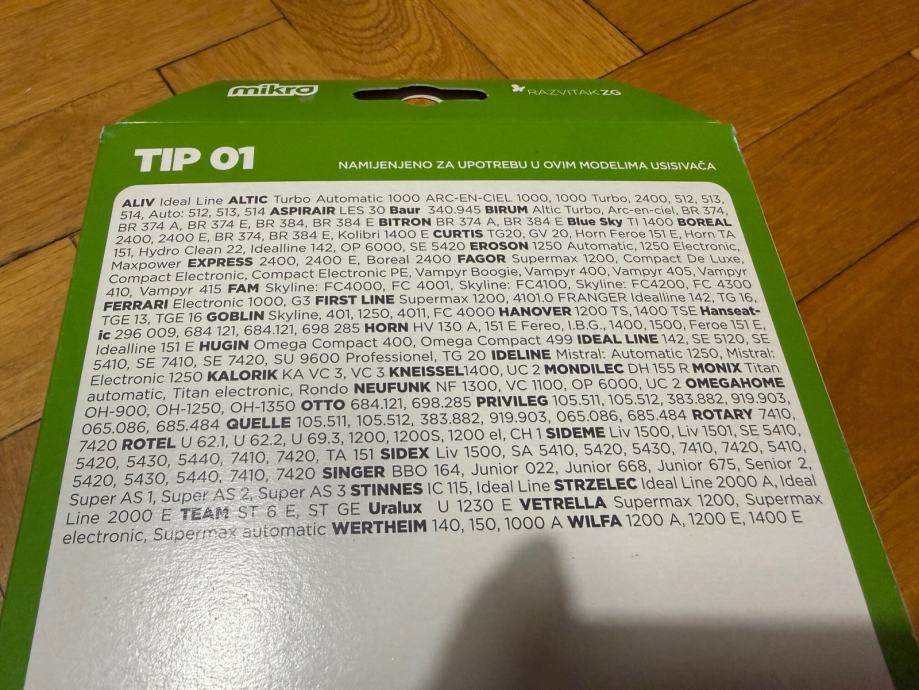 mikro
RAZVITAK ZG
TIP 01
NAMIJENJENO ZA UPOTREBU U OVIM MODELIMA USISIVAČA
ALIV Ideal Line ALTIC Turbo Automatic 1000 ARC-EN-CIEL 1000, 1000 Turbo, 2400, 512, 513,
514, Auto: 512, 513, 514 ASPIRAIR LES 30 Baur 340.945 BIRUM Altic Turbo, Arc-en-ciel, BR 374,
BR 374 A, BR 374 E, BR 384, BR 384 E BITRON BR 374 A, BR 384 E Blue Sky TI 1400 BOREAL
2400, 2400 E, BR 374, BR 384 E, Kolibri 1400 E CURTIS TG20, GV 20, Horn Feroe 151 E, Horn TA
151, Hydro Clean 22, Idealline 142, OP 6000, SE 5420 EROSON 1250 Automatic, 1250 Electronic,
Maxpower EXPRESS 2400, 2400 E, Boreal 2400 FAGOR Supermax 1200, Compact De Luxe,
Compact Electronic, Compact Electronic PE, Vampyr Boogie, Vampyr 400, Vampyr 405, Vampyr
410, Vampyr 415 FAM Skyline: FC4000, FC 4001, Skyline: FC4100, Skyline: FC4200, FC 4300
FERRARI Electronic 1000, G3 FIRST LINE Supermax 1200, 4101.0 FRANGER Idealline 142, TG 16,
TGE 13, TGE 16 GOBLIN Skyline, 401, 1250, 4011, FC 4000 HANOVER 1200 TS, 1400 TSE Hanseat-
ic 296 009, 684 121, 684.121, 698 285 HORN HV 130 A, 151 E Fereo, I.B.G., 1400, 1500, Feroe 151 E,
Idealline 151 E HUGIN Omega Compact 400, Omega Compact 499 IDEAL LINE 142, SE 5120, SE
5410, SE 7410, SE 7420, SU 9600 Professionel, TG 20 IDELINE Mistral: Automatic 1250, Mistral:
Electronic 1250 KALORIK KA VC 3, VC 3 KNEISSEL1400, UC 2 MONDILEC DH 155 R MONIX Titan
automatic, Titan electronic, Rondo NEUFUNK NF 1300, VC 1100, OP 6000, UC 2 OMEGAHOME
OH-900, OH-1250, OH-1350 OTTO 684.121, 698.285 PRIVILEG 105.511, 105.512, 383.882, 919.903,
065.086, 685.484 QUELLE 105.511, 105.512, 383.882, 919.903, 065.086, 685.484 ROTARY 7410,
7420 ROTEL U 62.1, U 62.2, U 69.3, 1200, 1200S, 1200 el, CH 1 SIDEME Liv 1500, Liv 1501, SE 5410,
5420, 5430, 5440, 7410, 7420, TA 151 SIDEX Liv 1500, SA 5410, 5420, 5430, 7410, 7420, 5410,
5420, 5430, 5440, 7410, 7420 SINGER BBO 164, Junior 022, Junior 668, Junior 675, Senior 2,
Super AS 1, Super AS 2, Super AS 3 STINNES IC 115, Ideal Line STRZELEC Ideal Line 2000 A, Ideal
Line 2000 E TEAM ST 6 E, ST GE Uralux U 1230 E VETRELLA Supermax 1200, Supermax
electronic, Supermax automatic WERTHEIM 140, 150, 1000 A WILFA 1200 A, 1200 E, 1400 E